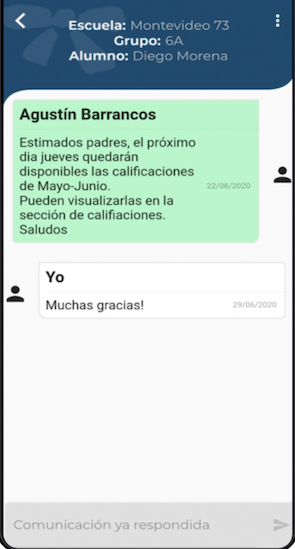 Escuela: Montevideo 73
Grupo: 6A
Alumno: Diego Morena
Agustín Barrancos
Estimados padres, el próximo
dia jueves quedarán
disponibles las calificaciones
de Mayo-Junio.
22/06/2020
Pueden visualizarlas en la
sección de califiaciones.
Saludos
Yo
Muchas gracias!
29/06/2020
Comunicación ya respondida